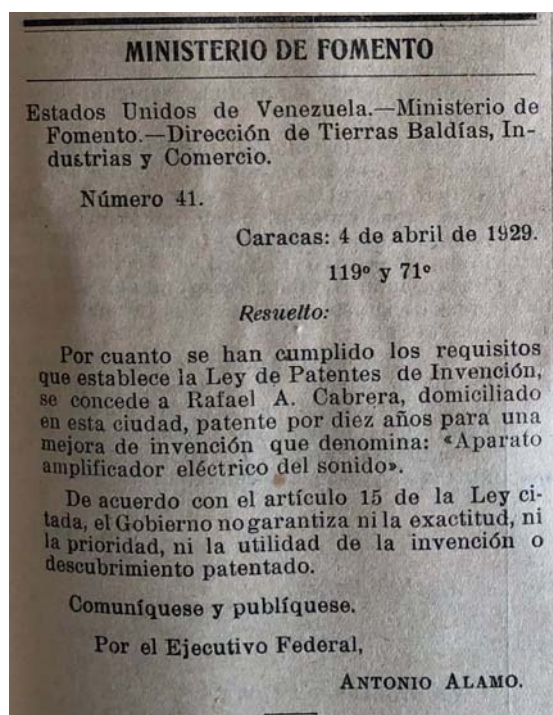 MINISTERIO DE FOMENTO
Estados Unidos de Venezuela.—Ministerio de
Fomento.—Dirección de Tierras Baldías, In-
dustrias y Comercio.
Número 41.
Caracas: 4 de abril de 1929.
119º y 71º
Resuelto:
Por cuanto se han cumplido los requisitos
que establece la Ley de Patentes de Invención,
se concede a Rafael A. Cabrera, domiciliado
en esta ciudad, patente por diez años para una
mejora de invención que denomina: «Aparato
amplificador eléctrico del sonido».
De acuerdo con el artículo 15 de la Ley ci-
tada, el Gobierno no garantiza ni la exactitud, ni
la prioridad, ni la utilidad de la invención o
descubrimiento patentado.
Comuníquese y publíquese.
Por el Ejecutivo Federal,
ANTONIO ALAMO.